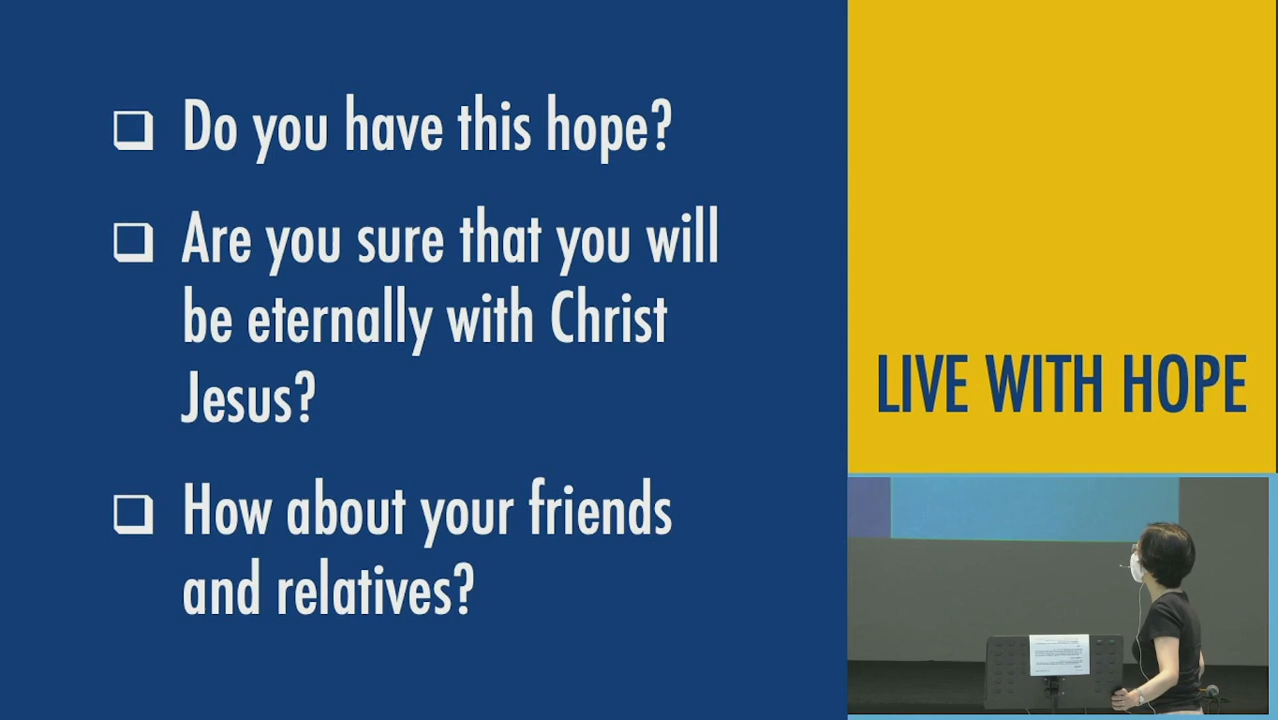 Do you have this hope?
Are you sure that you will
be eternally with Christ
Jesus?
How about your friends
and relatives?
LIVE WITH HOPE